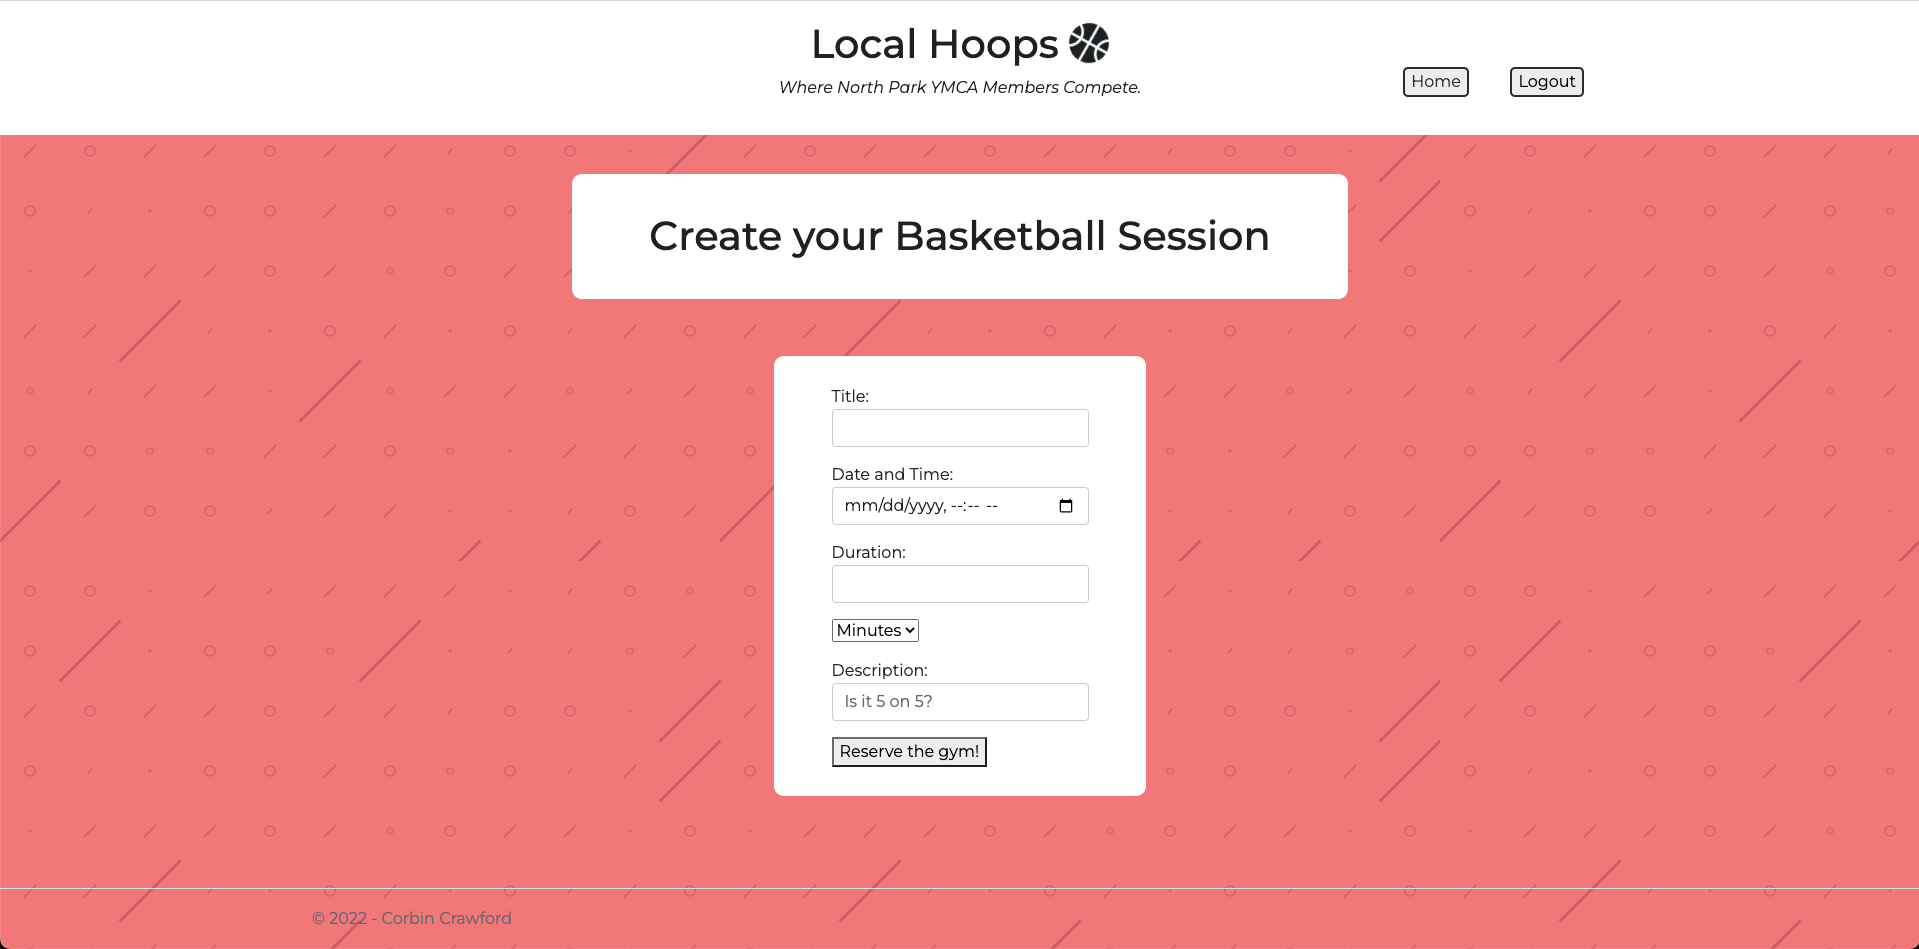 Local Hoops
Where North Park YMCA Members Compete.
Home
Logout
Create your Basketball Session
Title:
Date and Time:
mm/dd/yyyy, --:-- --
Duration:
Minutes
Description:
Is it 5 on 5?
Reserve the gym!
© 2022 - Corbin Crawford